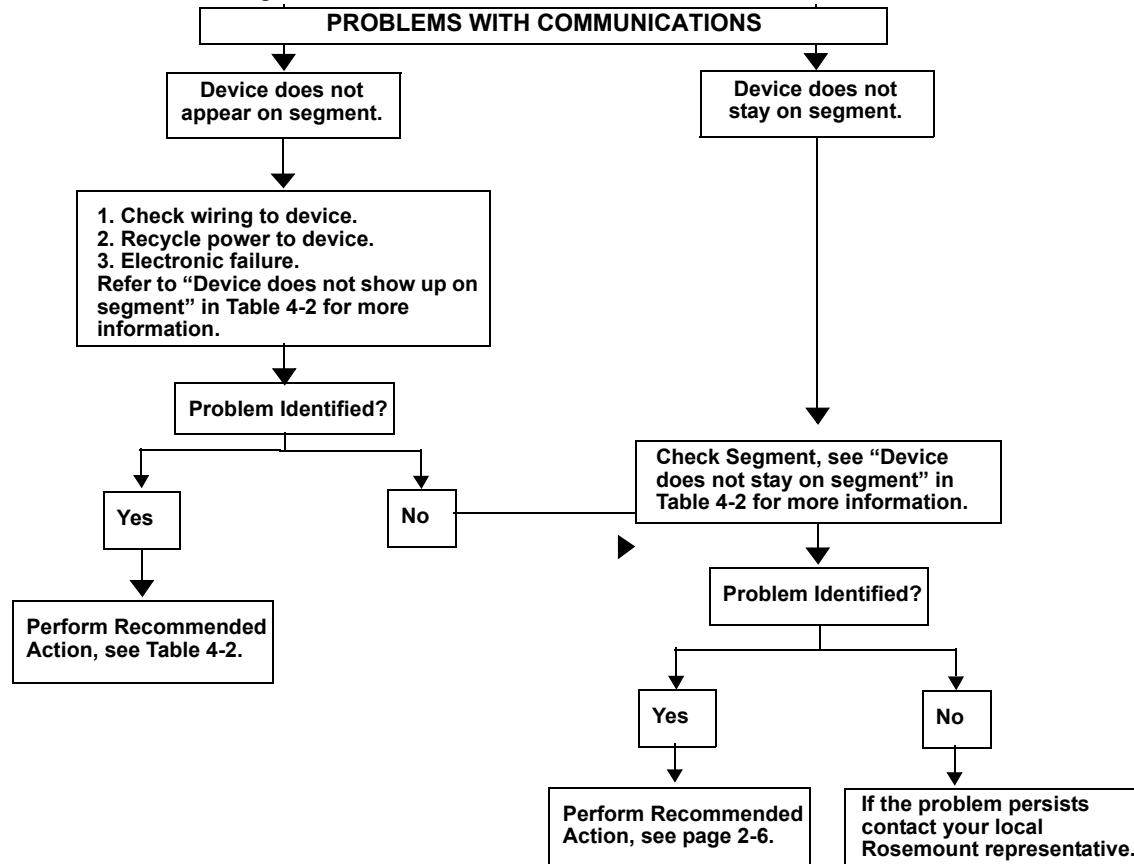 PROBLEMS WITH COMMUNICATIONS
Device does not
appear on segment.
Device does not
stay on segment.
1. Check wiring to device.
2. Recycle power to device.
3. Electronic failure.
Refer to “Device does not show up on
segment” in Table 4-2 for more
information.
Problem Identified?
Yes
No
Perform Recommended
Action, see Table 4-2.
Check Segment, see “Device
does not stay on segment” in
Table 4-2 for more information.
Problem Identified?
Yes
No
Perform Recommended
Action, see page 2-6.
If the problem persists
contact your local
Rosemount representative.